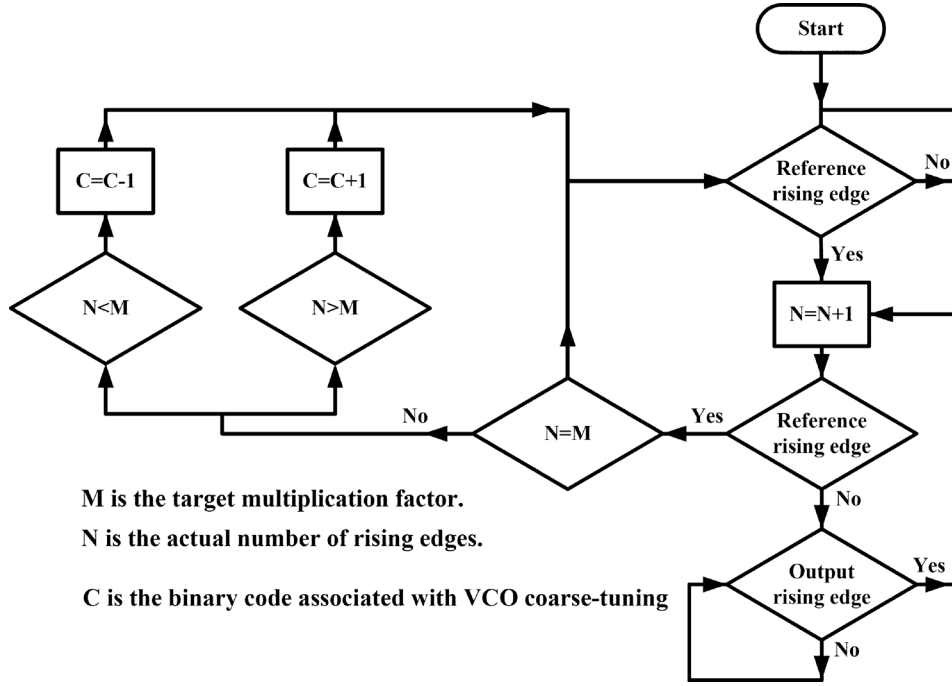 Start
Reference
rising edge
No
Yes
C=C-1
C=C+1
N<M
N>M
N=N+1
No
N=M
Yes
Reference
rising edge
No
M is the target multiplication factor.
N is the actual number of rising edges.
C is the binary code associated with VCO coarse-tuning
Output
rising edge
Yes
No